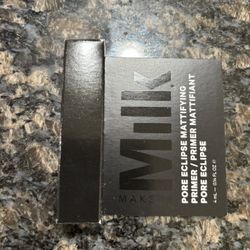 Milk
MAKEUP
PORE ECLIPSE MATTIFYING
PRIMER / PRIMER MATTIFIANT
PORE ECLIPSE